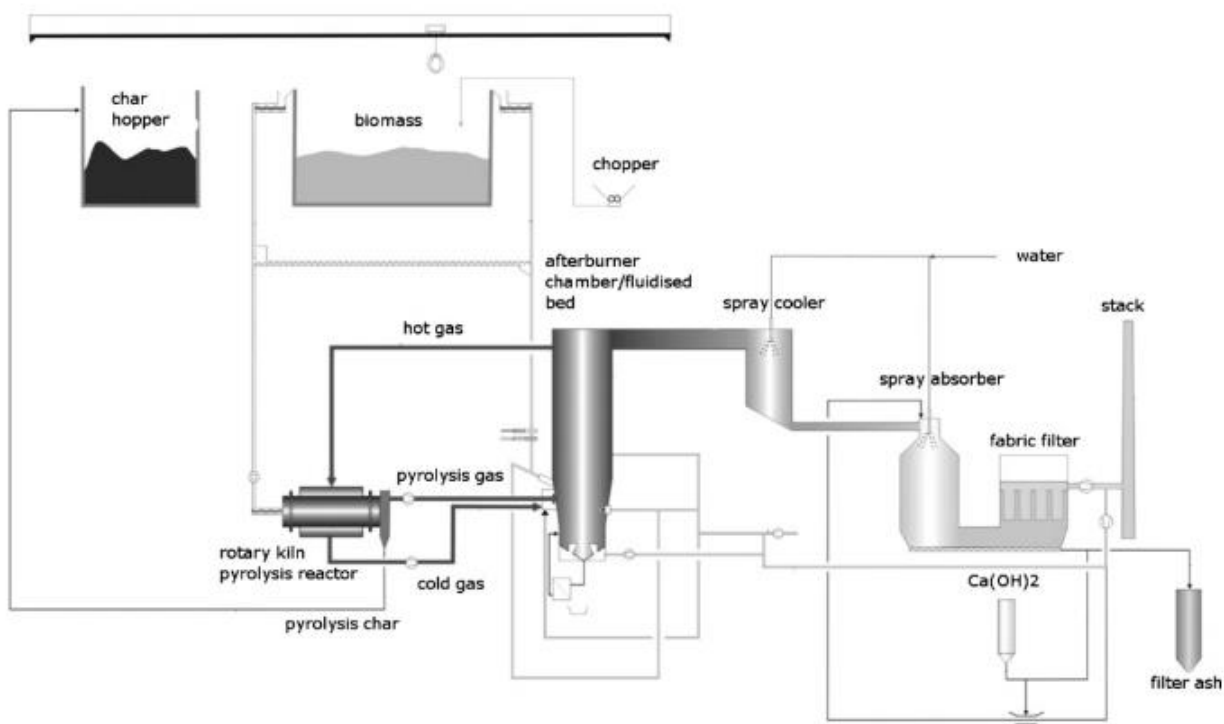 char
hopper
biomass
chopper
afterburner
chamber/fluidised
bed
water
spray cooler
stack
hot gas
spray absorber
fabric filter
pyrolysis gas
rotary kiln
pyrolysis reactor
cold gas
Ca(OH)2
pyrolysis char
filter ash